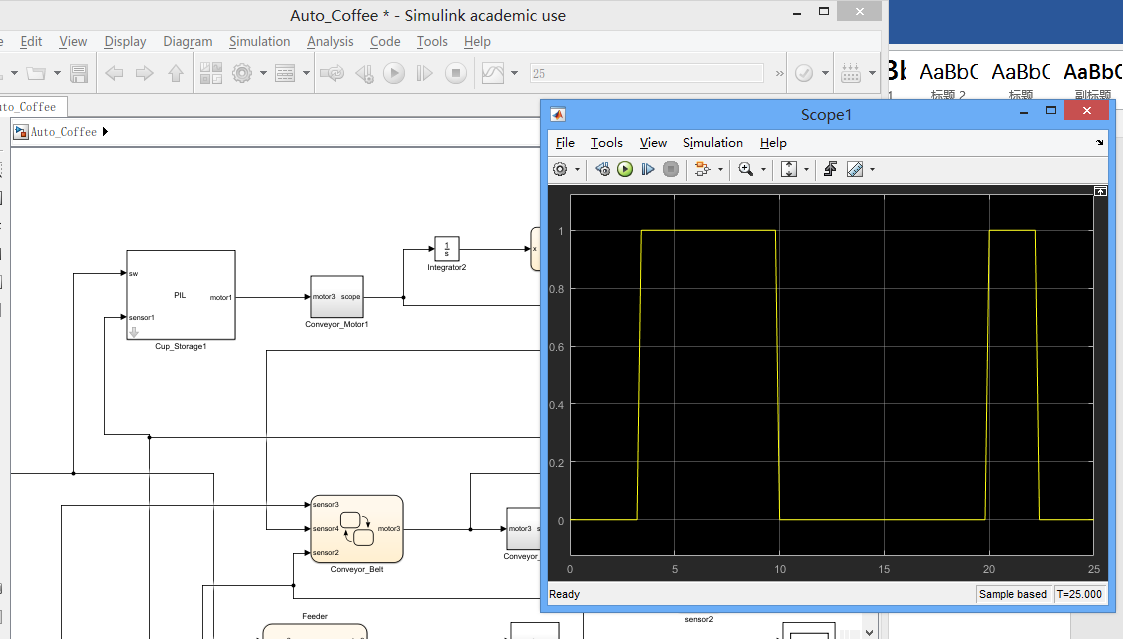 Auto_Coffee * - Simulink academic use
Edit View Display Diagram Simulation Analysis Code Tools Help
25
»
AaBbC AaBbC AaBbC
标题 2 标题 副标题
Auto_Coffee
Scope1
File Tools View Simulation Help
sw
PIL
motor1
sensor1
Cup_Storage1
motor3 scope
Conveyor_Motor1
1
s
Integrator2
x
sensor3
sensor4
sensor2
motor3
Conveyor_Belt
motor3
Conveyor_
Feeder
sensor2
1
0.8
0.6
0.4
0.2
0
0 5 10 15 20 25
Ready
Sample based
T=25.000